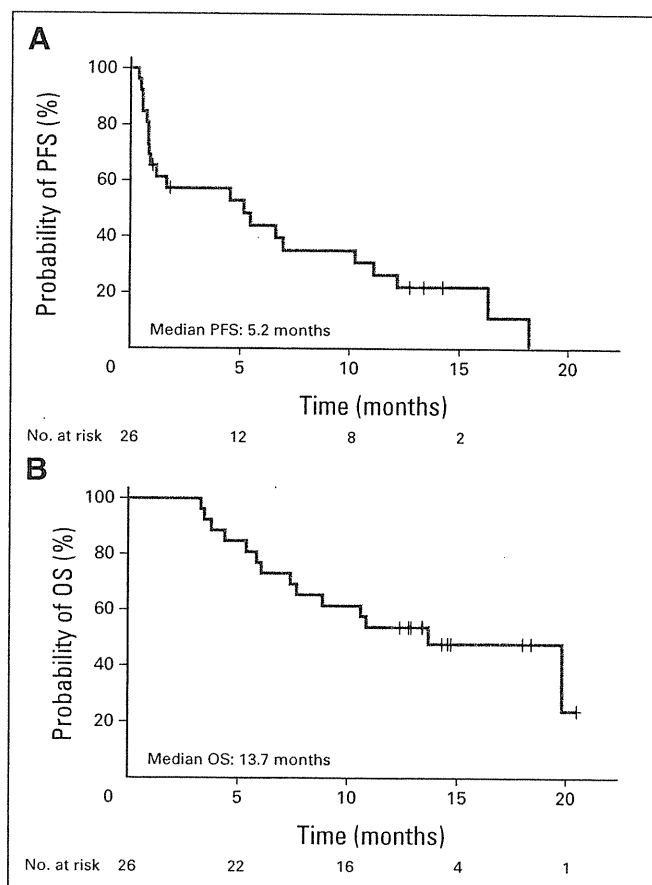 A
Probability of PFS (%)
100
80
60
40
20
0
Median PFS: 5.2 months
5
10
15
20
Time (months)
No. at risk 26 12 8 2
B
Probability of OS (%)
100
80
60
40
20
0
Median OS: 13.7 months
5
10
15
20
Time (months)
No. at risk 26 22 16 4 1